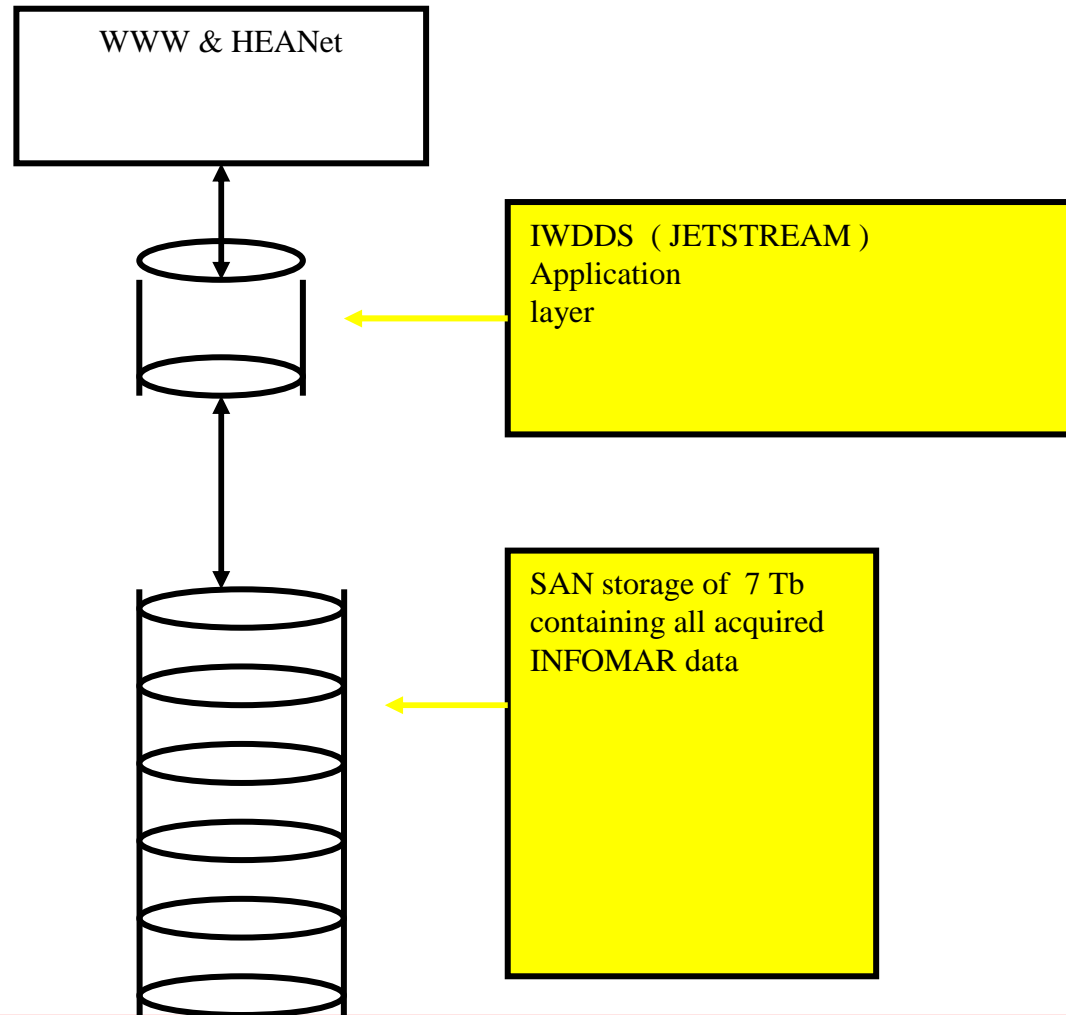 WWW & HEANet
IWDDS ( JETSTREAM )
Application
layer
SAN storage of 7 Tb
containing all acquired
INFOMAR data